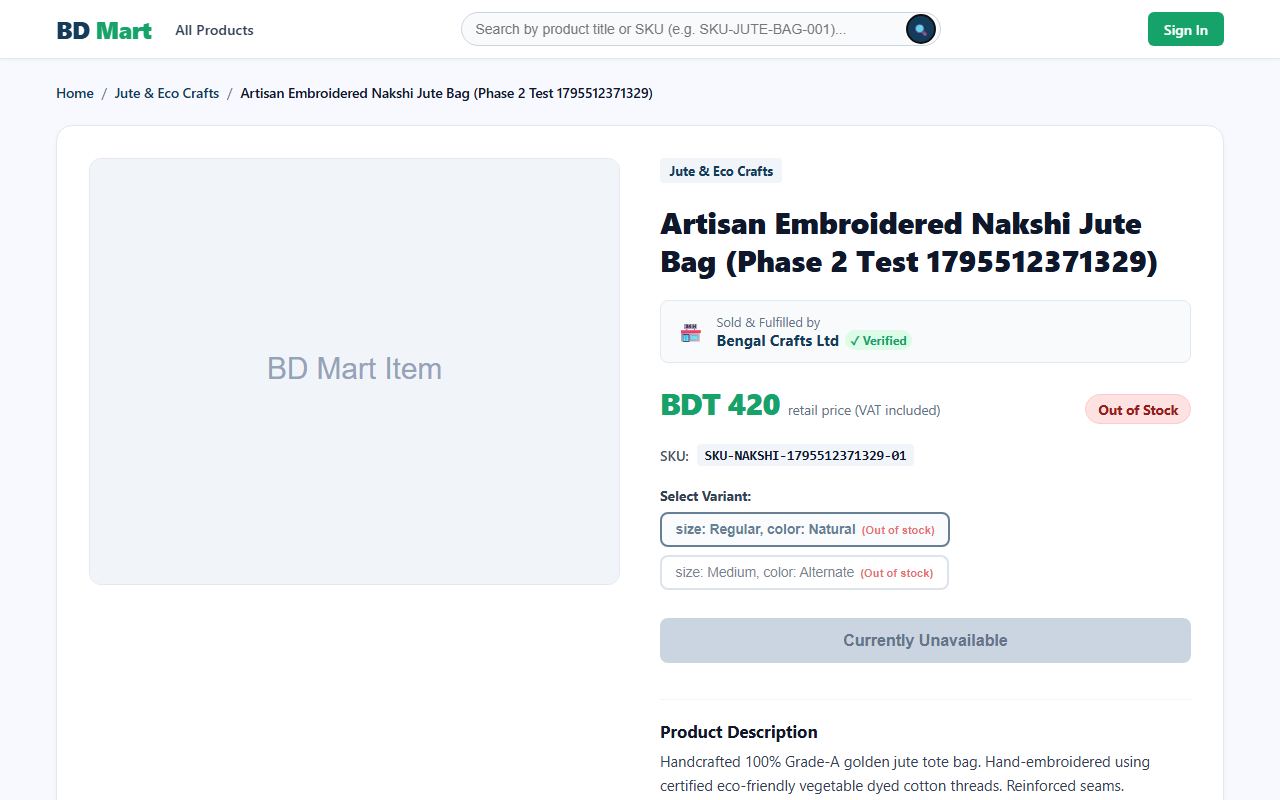 BD Mart
All Products
Search by product title or SKU (e.g. SKU-JUTE-BAG-001)...
Sign In
Home / Jute & Eco Crafts / Artisan Embroidered Nakshi Jute Bag (Phase 2 Test 1795512371329)
BD Mart Item
Jute & Eco Crafts
Artisan Embroidered Nakshi Jute
Bag (Phase 2 Test 1795512371329)
Sold & Fulfilled by
Bengal Crafts Ltd ✓ Verified
BDT 420 retail price (VAT included)
Out of Stock
SKU: SKU-NAKSHI-1795512371329-01
Select Variant:
size: Regular, color: Natural (Out of stock)
size: Medium, color: Alternate (Out of stock)
Currently Unavailable
Product Description
Handcrafted 100% Grade-A golden jute tote bag. Hand-embroidered using
certified eco-friendly vegetable dyed cotton threads. Reinforced seams.